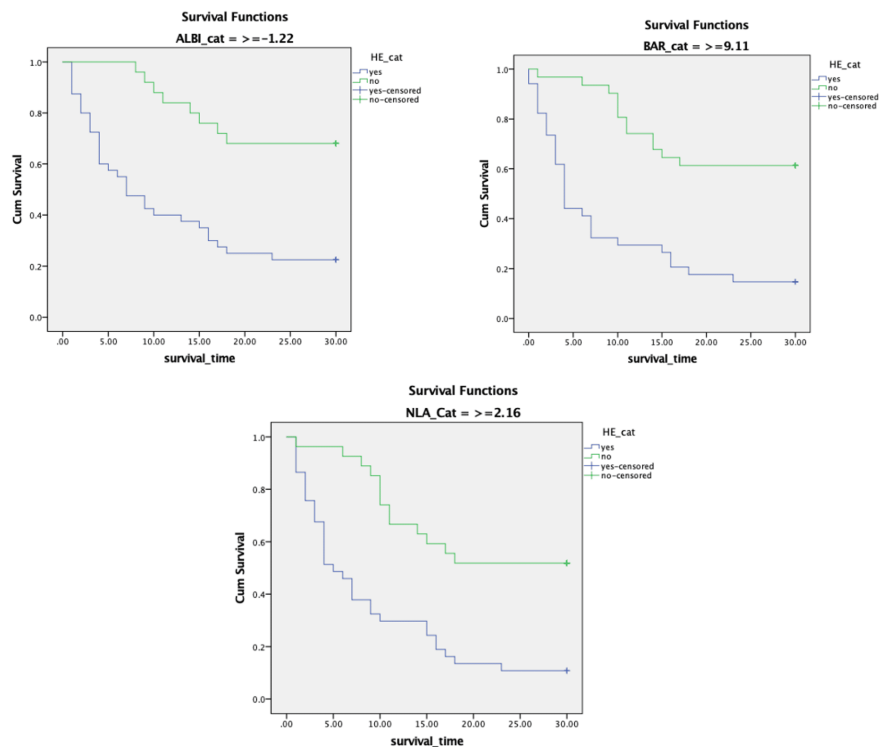 Survival Functions
ALBI_cat = >=-1.22
HE_cat
yes
no
yes-censored
no-censored
1.0
0.8
0.6
0.4
0.2
0.0
Cum Survival
.00 5.00 10.00 15.00 20.00 25.00 30.00
survival_time
Survival Functions
BAR_cat = >=9.11
HE_cat
yes
no
yes-censored
no-censored
1.0
0.8
0.6
0.4
0.2
0.0
Cum Survival
.00 5.00 10.00 15.00 20.00 25.00 30.00
survival_time
Survival Functions
NLA_Cat = >=2.16
HE_cat
yes
no
yes-censored
no-censored
1.0
0.8
0.6
0.4
0.2
0.0
Cum Survival
.00 5.00 10.00 15.00 20.00 25.00 30.00
survival_time